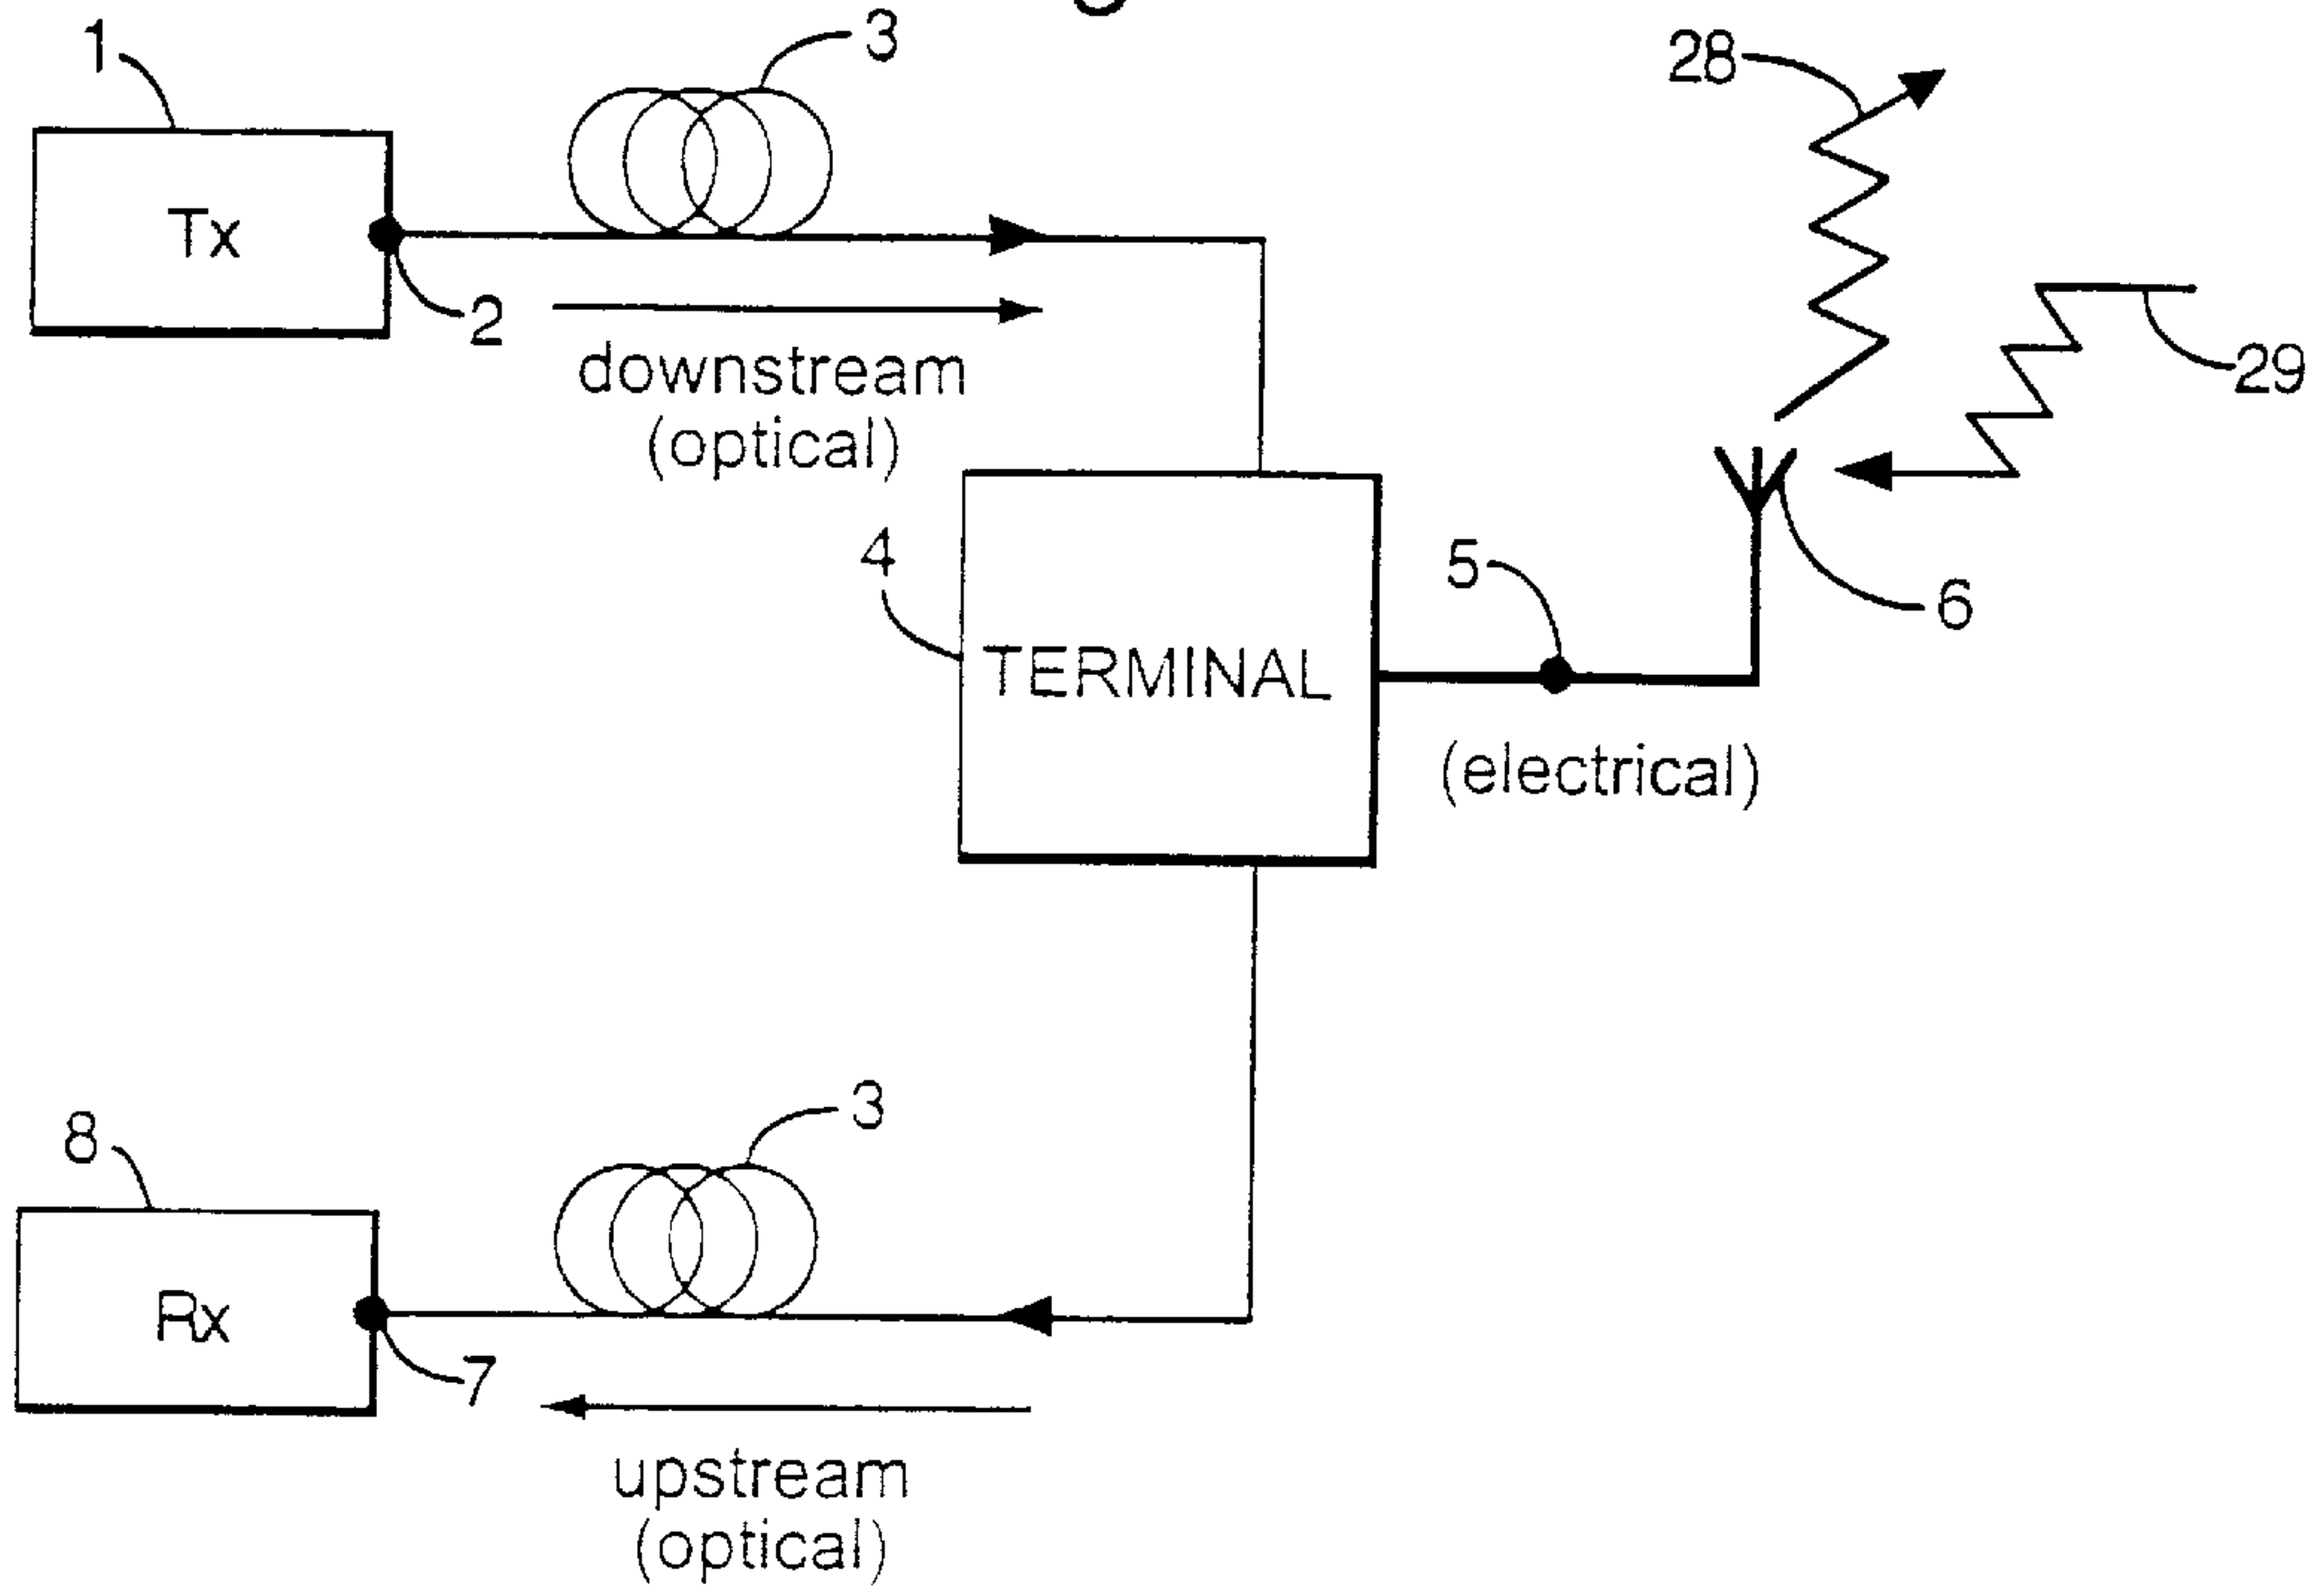 1
3
28
Tx
2
downstream
(optical)
29
4
5
6
TERMINAL
(electrical)
3
8
Rx
7
upstream
(optical)